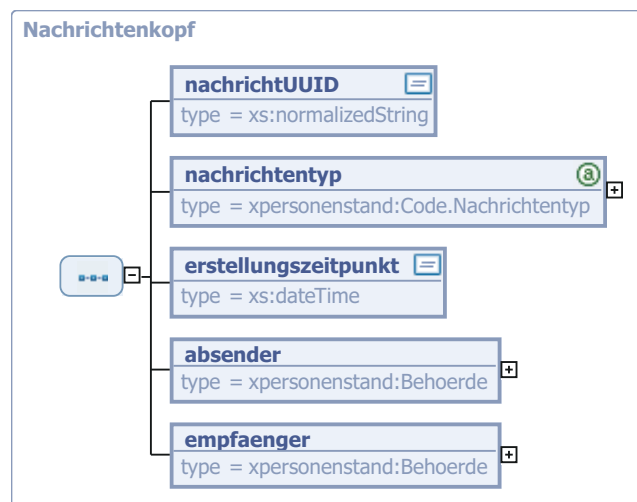 Nachrichtenkopf
nachrichtUUID
type = xs:normalizedString
nachrichtentyp
a
type = xpersonenstand:Code.Nachrichtentyp
erstellungszeitpunkt
type = xs:dateTime
absender
type = xpersonenstand:Behoerde
empfaenger
type = xpersonenstand:Behoerde